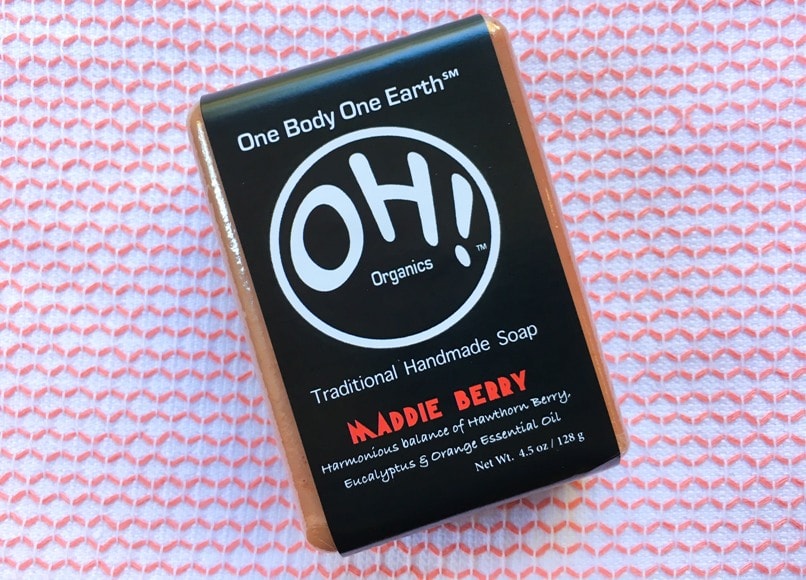 One Body One Earth℠
OH!™
Organics
Traditional Handmade Soap
MADDIE BERRY
Harmonious balance of Hawthorn Berry,
Eucalyptus & Orange Essential Oil
Net Wt. 4.5 oz / 128 g